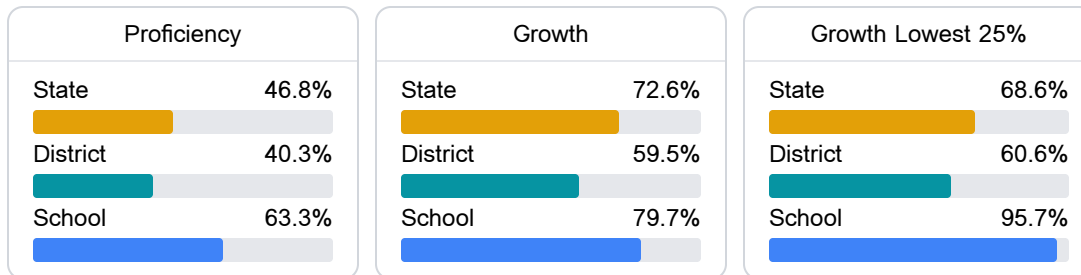 Proficiency
State 46.8%
District 40.3%
School 63.3%
Growth
State 72.6%
District 59.5%
School 79.7%
Growth Lowest 25%
State 68.6%
District 60.6%
School 95.7%